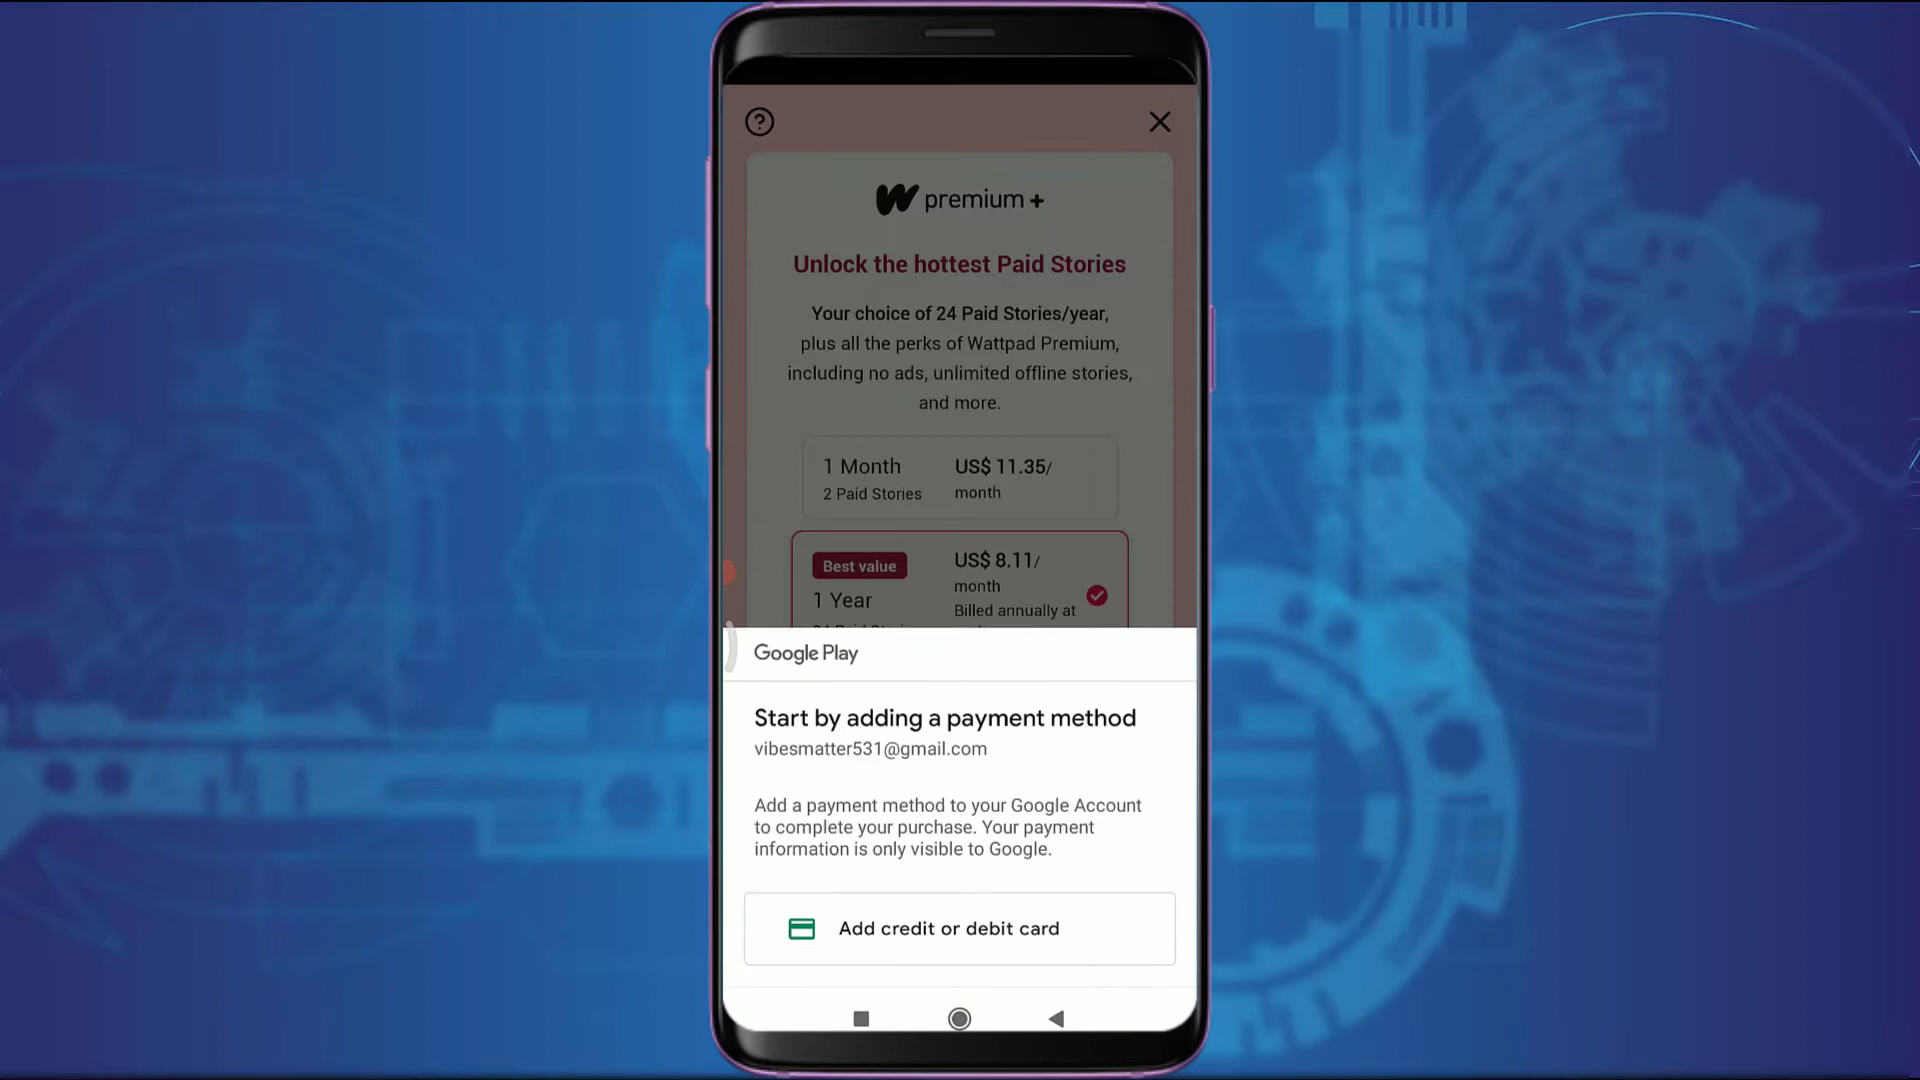 premium +
Unlock the hottest Paid Stories
Your choice of 24 Paid Stories/year,
plus all the perks of Wattpad Premium,
including no ads, unlimited offline stories,
and more.
1 Month
US$ 11.35/
2 Paid Stories
month
Best value
US$ 8.11/
month
1 Year
Billed annually at
Google Play
Start by adding a payment method
vibesmatter531@gmail.com
Add a payment method to your Google Account
to complete your purchase. Your payment
information is only visible to Google.
Add credit or debit card